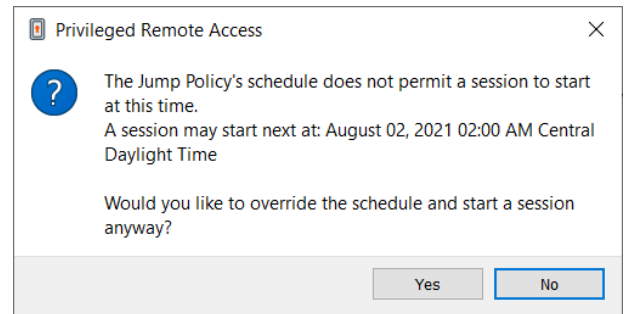 Privileged Remote Access
The Jump Policy's schedule does not permit a session to start
at this time.
A session may start next at: August 02, 2021 02:00 AM Central
Daylight Time
Would you like to override the schedule and start a session
anyway?
Yes No